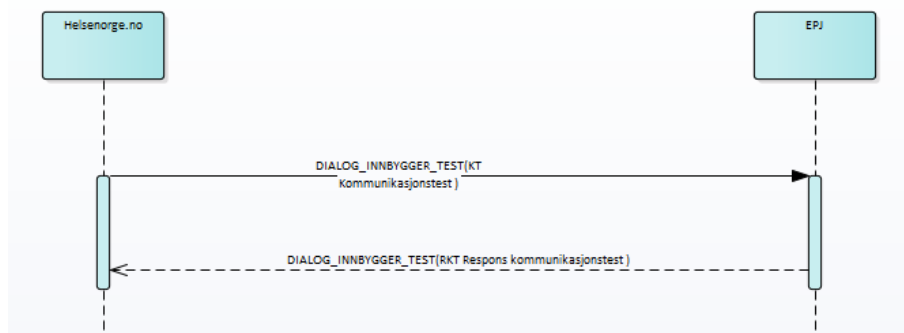 Helsenorge.no
EPJ
DIALOG_INNBYGGER_TEST(KT
Kommunikasjonstest )
DIALOG_INNBYGGER_TEST(RKT Respons kommunikasjonstest )